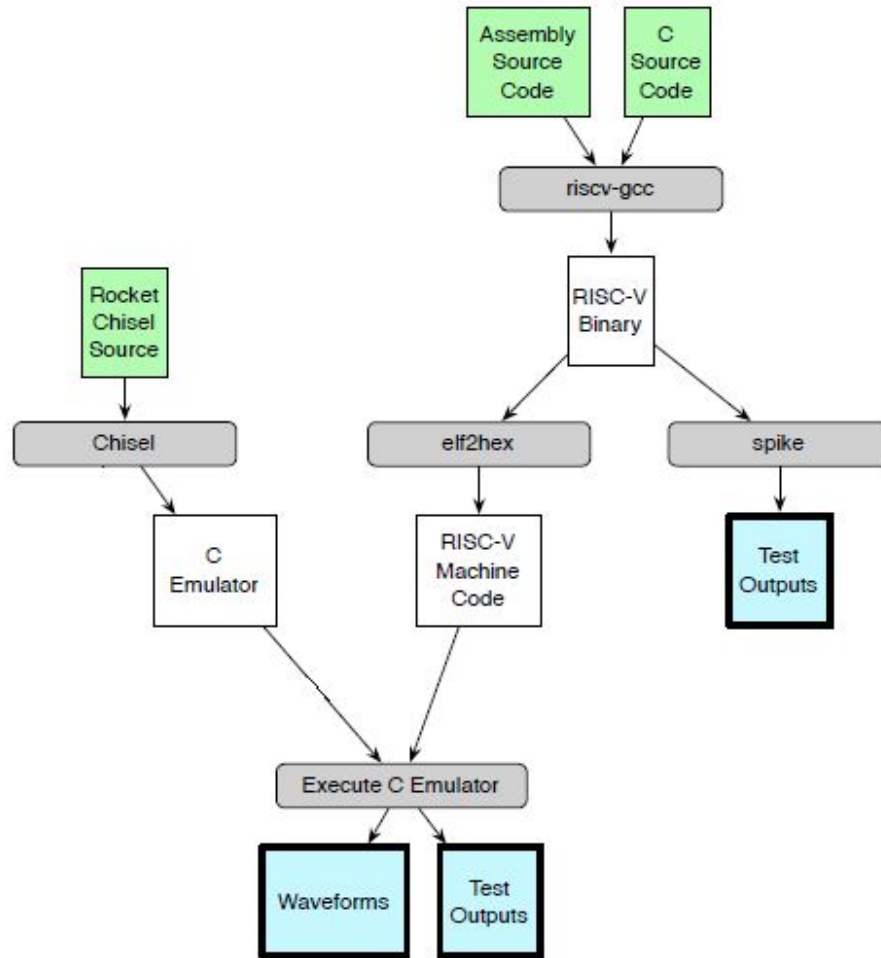 Assembly
Source
Code
C
Source
Code
riscv-gcc
RISC-V
Binary
Rocket
Chisel
Source
Chisel
elf2hex
spike
C
Emulator
RISC-V
Machine
Code
Test
Outputs
Execute C Emulator
Waveforms
Test
Outputs